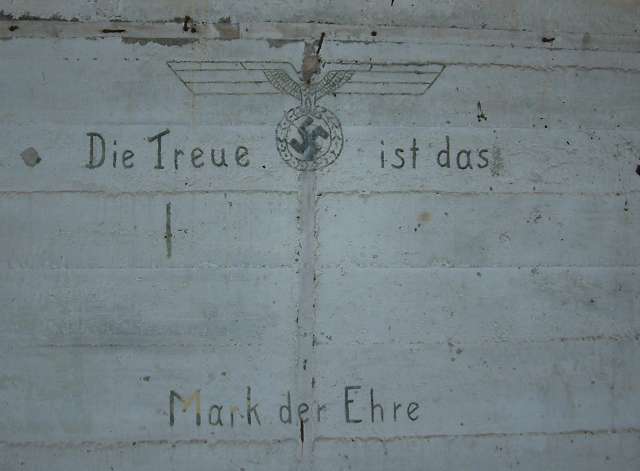 Die Treue ist das
Mark der Ehre